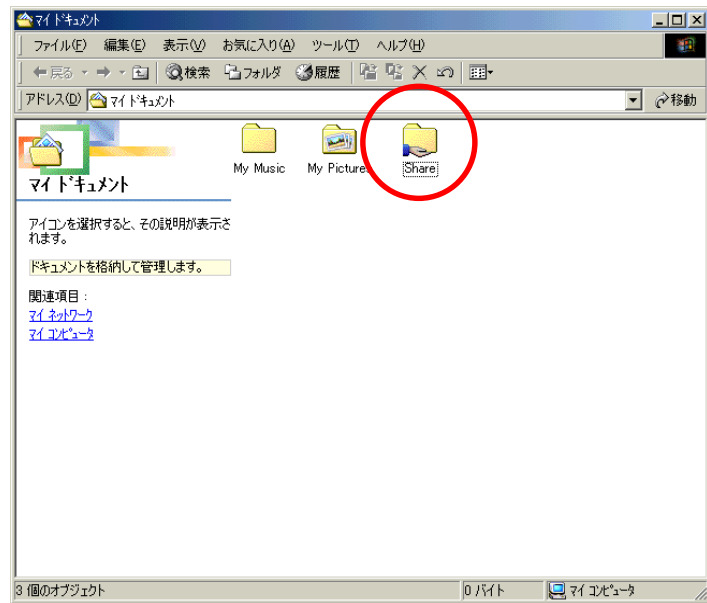 マイ ドキュメント
ファイル(F) 編集(E) 表示(V) お気に入り(A) ツール(T) ヘルプ(H)
戻る 検索 フォルダ 履歴
アドレス(D) マイ ドキュメント 移動
My Music My Pictures Share
マイ ドキュメント
アイコンを選択すると、その説明が表示さ
れます。
ドキュメントを格納して管理します。
関連項目:
マイ ネットワーク
マイ コンピュータ
3 個のオブジェクト 0 バイト マイ コンピュータ